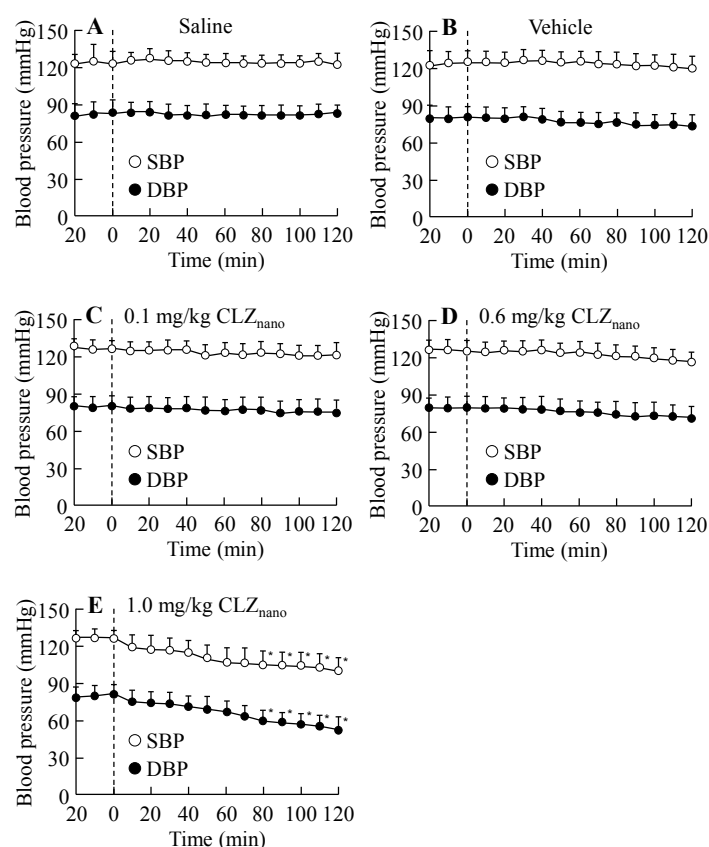 A Saline
Blood pressure (mmHg)
150
120
90
60
30
0
SBP
DBP
20 0 20 40 60 80 100 120
Time (min)
B Vehicle
Blood pressure (mmHg)
150
120
90
60
30
0
SBP
DBP
20 0 20 40 60 80 100 120
Time (min)
C 0.1 mg/kg CLZnano
Blood pressure (mmHg)
150
120
90
60
30
0
SBP
DBP
20 0 20 40 60 80 100 120
Time (min)
D 0.6 mg/kg CLZnano
Blood pressure (mmHg)
150
120
90
60
30
0
SBP
DBP
20 0 20 40 60 80 100 120
Time (min)
E 1.0 mg/kg CLZnano
Blood pressure (mmHg)
150
120
90
60
30
0
* * * * *
* * * * *
SBP
DBP
20 0 20 40 60 80 100 120
Time (min)